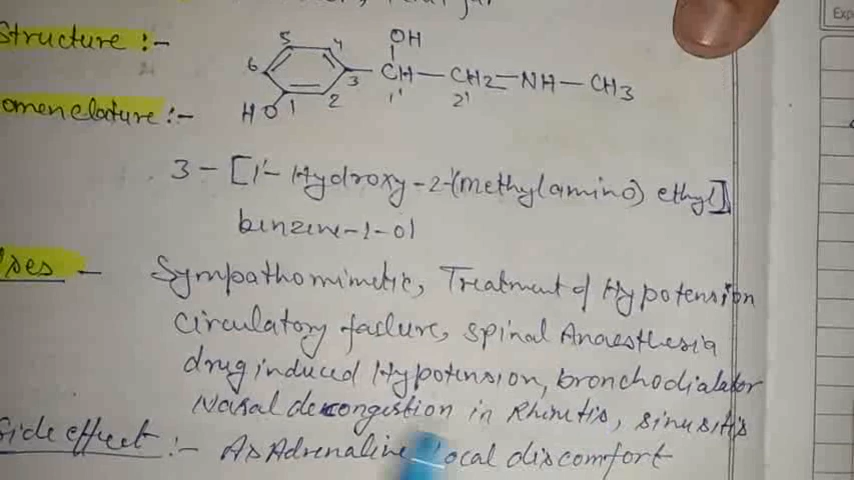 Structure :-
OH
5 4
6 3 CH — CH2 — NH — CH3
HO 1 2 1' 2'
omenclature :-
3 - [1'- Hydroxy - 2'-(methylamino) ethyl]
benzene-1-ol
ses - Sympathomimetic, Treatment of Hypotension
circulatory failure, spinal Anaesthesia
drug induced Hypotension, bronchodialator
Nasal decongestion in Rhinitis, sinusitis
Side effect :- As Adrenaline local discomfort
Exp